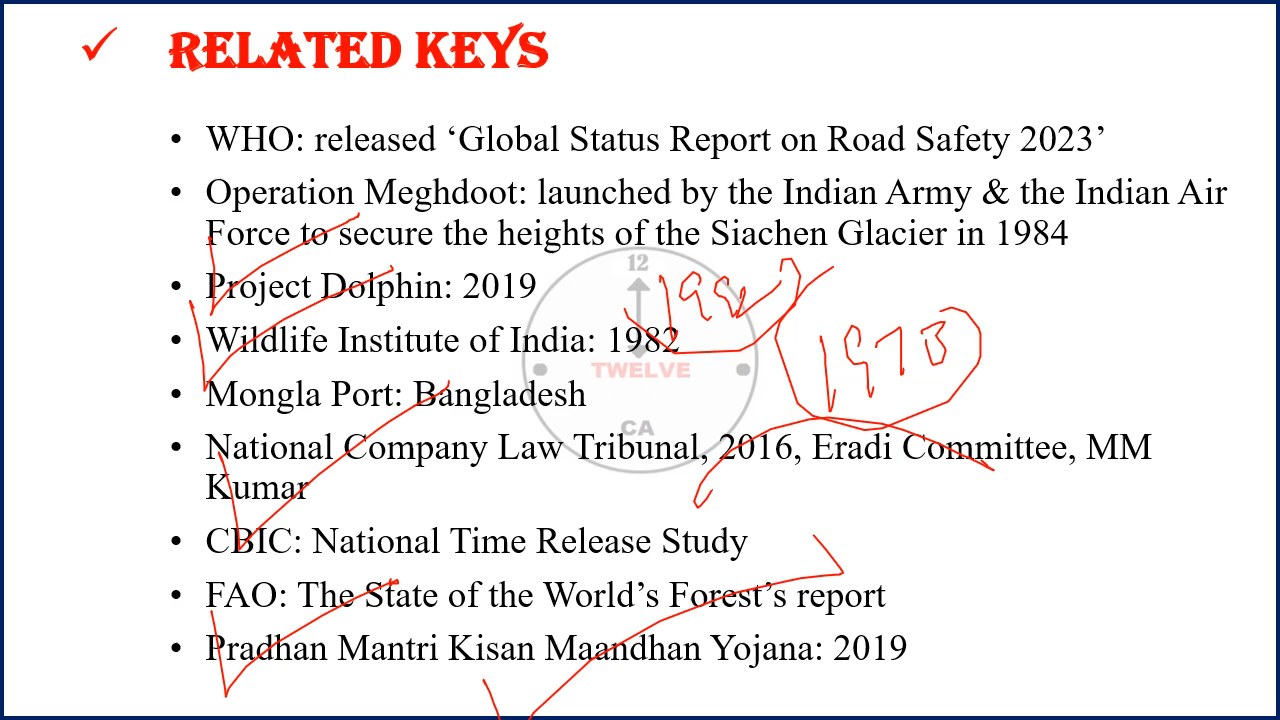 ✓ RELATED KEYS
• WHO: released ‘Global Status Report on Road Safety 2023’
• Operation Meghdoot: launched by the Indian Army & the Indian Air
Force to secure the heights of the Siachen Glacier in 1984
• Project Dolphin: 2019
• Wildlife Institute of India: 1982
• Mongla Port: Bangladesh
• National Company Law Tribunal, 2016, Eradi Committee, MM
Kumar
• CBIC: National Time Release Study
• FAO: The State of the World’s Forest’s report
• Pradhan Mantri Kisan Maandhan Yojana: 2019
12
TWELVE
CA
1973